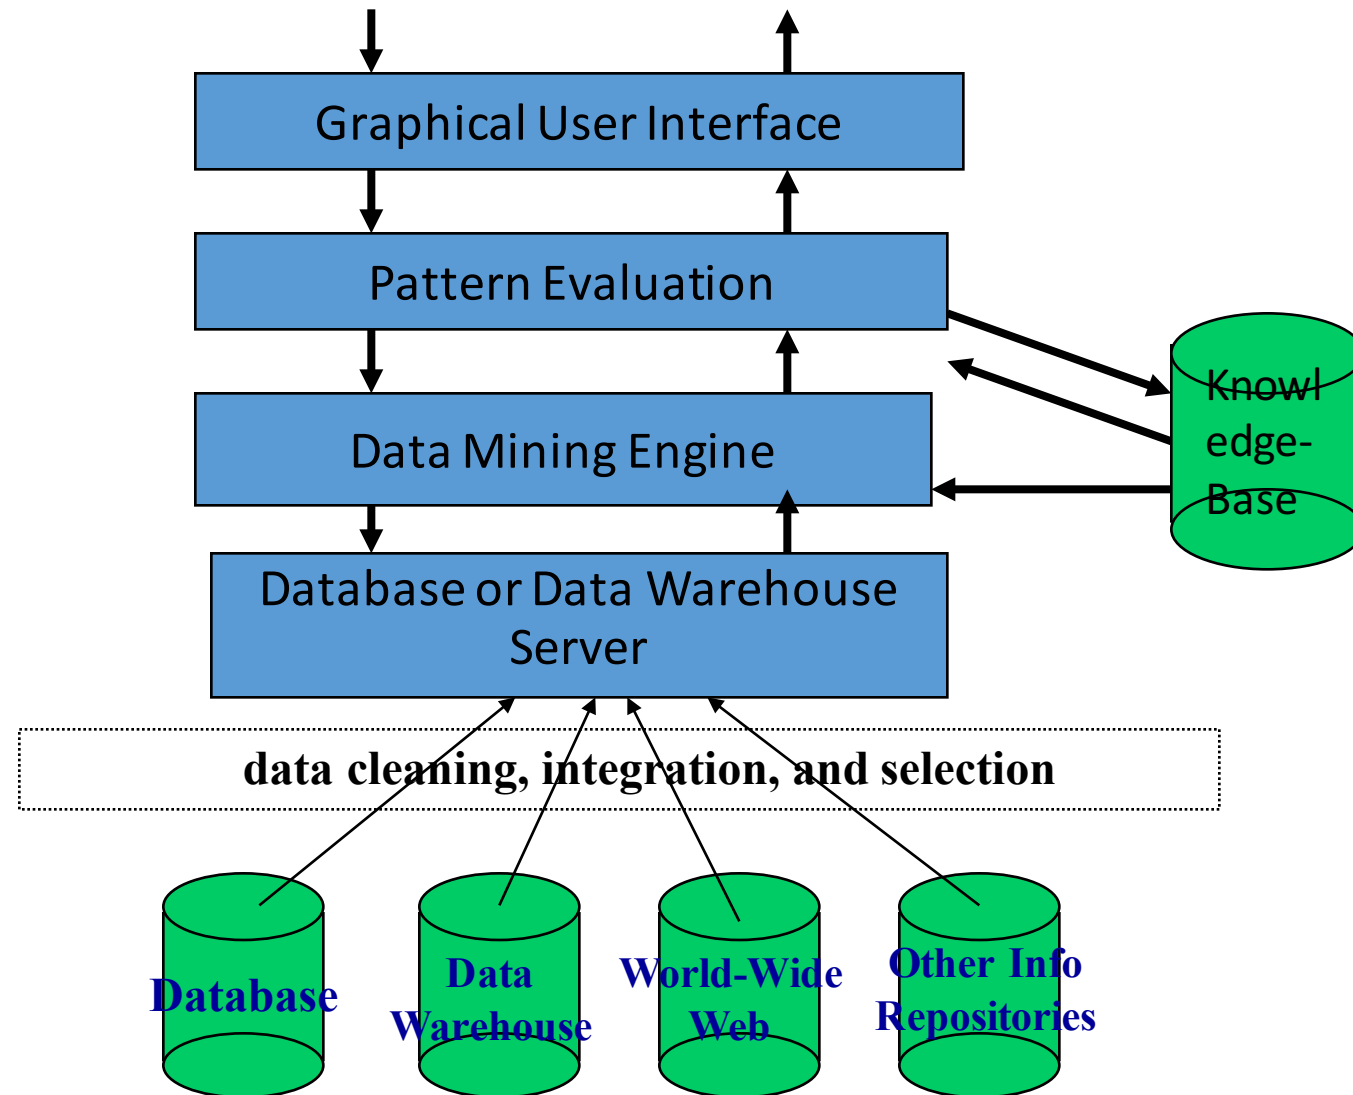 Graphical User Interface
Pattern Evaluation
Data Mining Engine
Knowl
edge-
Base
Database or Data Warehouse
Server
data cleaning, integration, and selection
Database
Data
Warehouse
World-Wide
Web
Other Info
Repositories